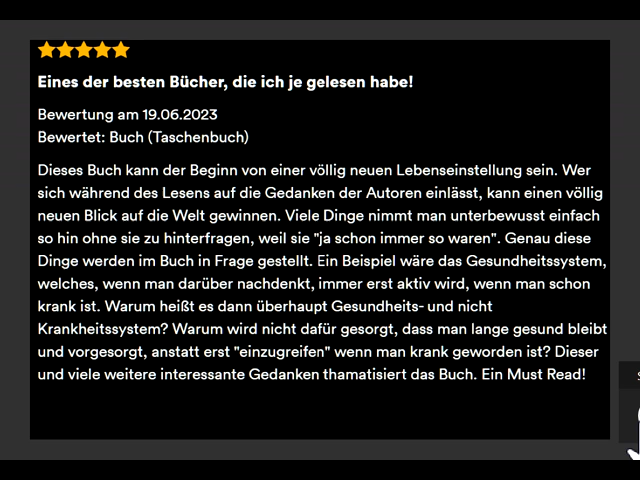 Eines der besten Bücher, die ich je gelesen habe!
Bewertung am 19.06.2023
Bewertet: Buch (Taschenbuch)
Dieses Buch kann der Beginn von einer völlig neuen Lebenseinstellung sein. Wer
sich während des Lesens auf die Gedanken der Autoren einlässt, kann einen völlig
neuen Blick auf die Welt gewinnen. Viele Dinge nimmt man unterbewusst einfach
so hin ohne sie zu hinterfragen, weil sie "ja schon immer so waren". Genau diese
Dinge werden im Buch in Frage gestellt. Ein Beispiel wäre das Gesundheitssystem,
welches, wenn man darüber nachdenkt, immer erst aktiv wird, wenn man schon
krank ist. Warum heißt es dann überhaupt Gesundheits- und nicht
Krankheitssystem? Warum wird nicht dafür gesorgt, dass man lange gesund bleibt
und vorgesorgt, anstatt erst "einzugreifen" wenn man krank geworden ist? Dieser
und viele weitere interessante Gedanken thamatisiert das Buch. Ein Must Read!